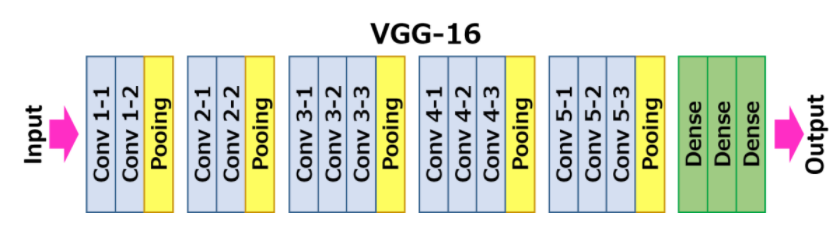 VGG-16
Input
Conv 1-1
Conv 1-2
Pooing
Conv 2-1
Conv 2-2
Pooing
Conv 3-1
Conv 3-2
Conv 3-3
Pooing
Conv 4-1
Conv 4-2
Conv 4-3
Pooing
Conv 5-1
Conv 5-2
Conv 5-3
Pooing
Dense
Dense
Dense
Output